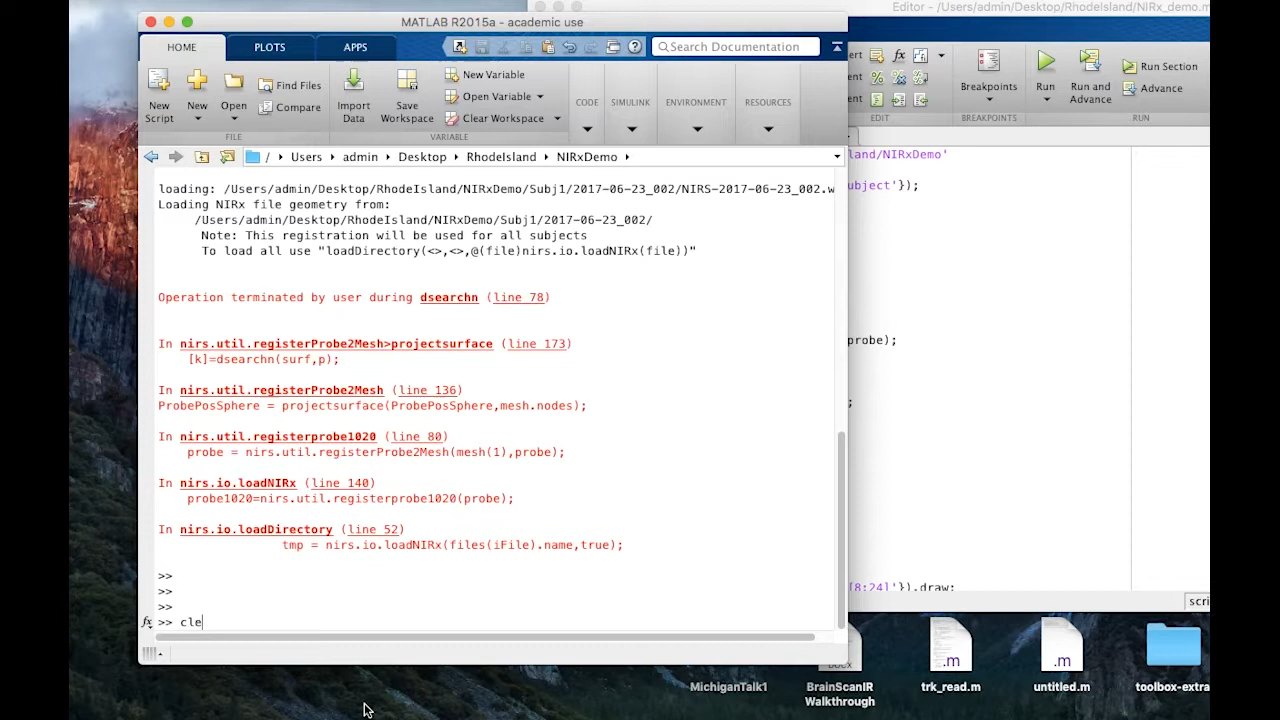 MATLAB R2015a - academic use
Editor - /Users/admin/Desktop/RhodeIsland/NIRx_demo.m
HOME
PLOTS
APPS
Search Documentation
New Script
New
Open
Find Files
Compare
Import Data
Save Workspace
New Variable
Open Variable
Clear Workspace
CODE
SIMULINK
ENVIRONMENT
RESOURCES
FILE
VARIABLE
Breakpoints
Run
Run and Advance
Run Section
Advance
EDIT
BREAKPOINTS
RUN
/ Users admin Desktop RhodeIsland NIRxDemo
land/NIRxDemo'
ubject'});
probe);
;
[8:24]'}).draw;
loading: /Users/admin/Desktop/RhodeIsland/NIRxDemo/Subj1/2017-06-23_002/NIRS-2017-06-23_002.w
Loading NIRx file geometry from:
/Users/admin/Desktop/RhodeIsland/NIRxDemo/Subj1/2017-06-23_002/
Note: This registration will be used for all subjects
To load all use "loadDirectory(<>,<>,@(file)nirs.io.loadNIRx(file))"
Operation terminated by user during dsearchn (line 78)
In nirs.util.registerProbe2Mesh>projectsurface (line 173)
[k]=dsearchn(surf,p);
In nirs.util.registerProbe2Mesh (line 136)
ProbePosSphere = projectsurface(ProbePosSphere,mesh.nodes);
In nirs.util.registerprobe1020 (line 80)
probe = nirs.util.registerProbe2Mesh(mesh(1),probe);
In nirs.io.loadNIRx (line 140)
probe1020=nirs.util.registerprobe1020(probe);
In nirs.io.loadDirectory (line 52)
tmp = nirs.io.loadNIRx(files(iFile).name,true);
>>
>>
>>
fx >> cle
scri
MichiganTalk1
BrainScanIR Walkthrough
.m
trk_read.m
.m
untitled.m
toolbox-extra